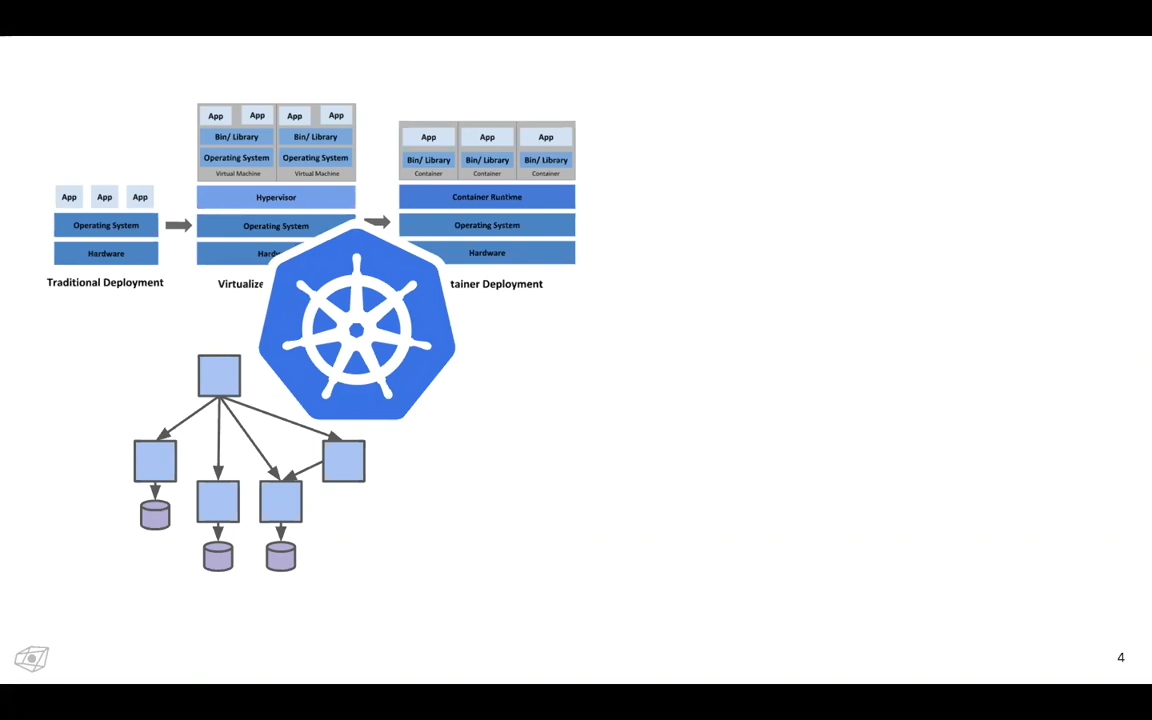 App App App App
Bin/ Library Bin/ Library
Operating System Operating System
Virtual Machine Virtual Machine
Hypervisor
Operating System
Hardw
Virtualize
App App App
Operating System
Hardware
Traditional Deployment
App App App
Bin/ Library Bin/ Library Bin/ Library
Container Container Container
Container Runtime
Operating System
Hardware
tainer Deployment
4